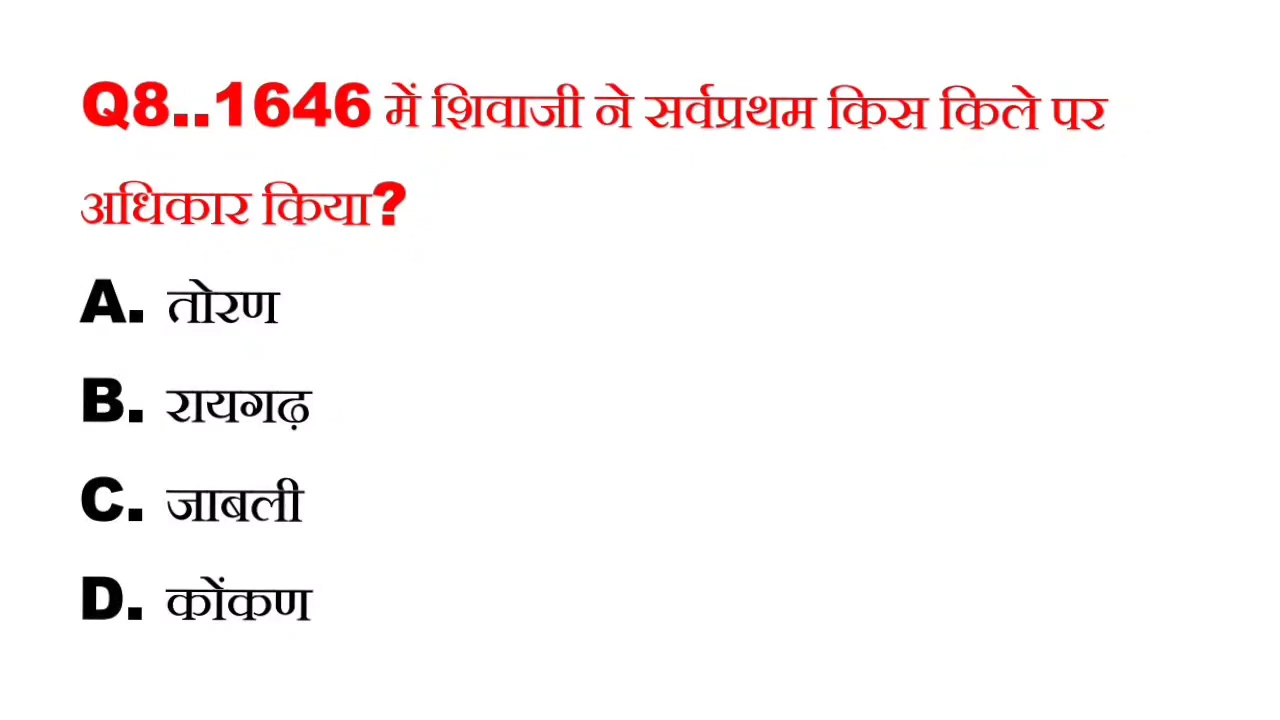 Q8..1646 में शिवाजी ने सर्वप्रथम किस किले पर
अधिकार किया?
A. तोरण
B. रायगढ़
C. जाबली
D. कोंकण